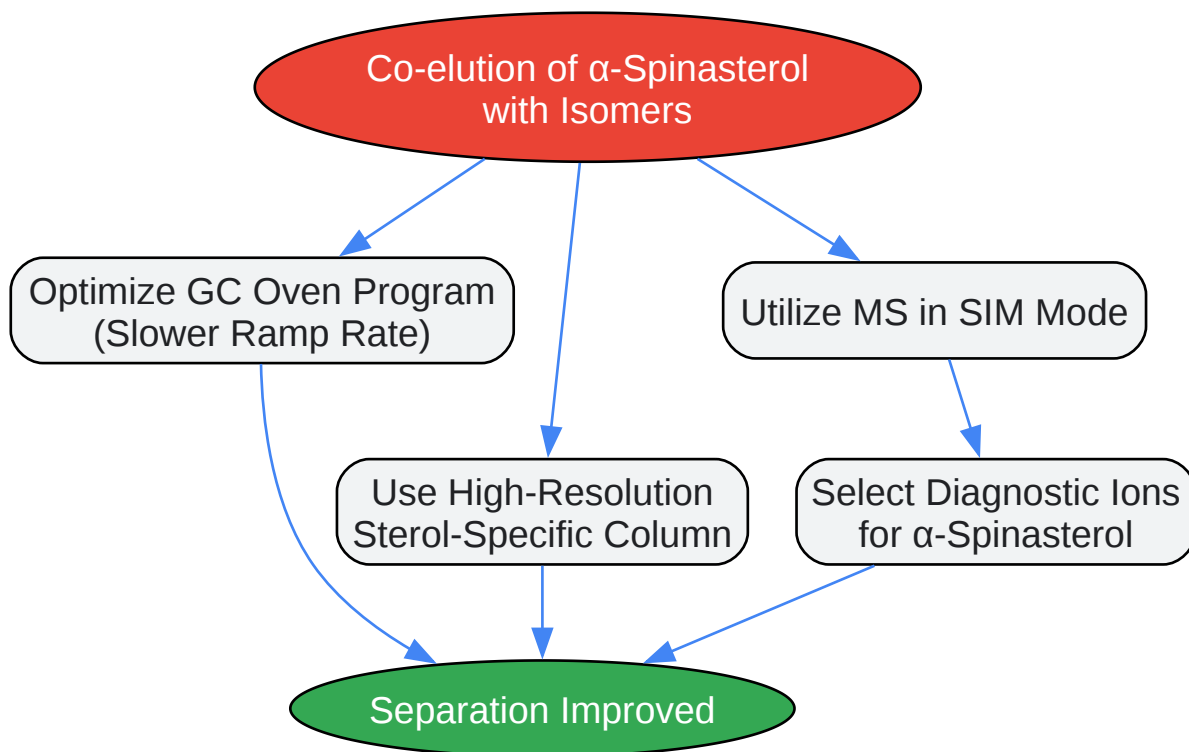 Co-elution of α-Spinasterol
with Isomers
Optimize GC Oven Program
(Slower Ramp Rate)
Utilize MS in SIM Mode
Use High-Resolution
Sterol-Specific Column
Select Diagnostic Ions
for α-Spinasterol
Separation Improved